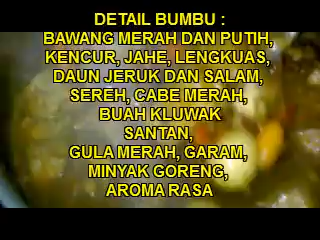 DETAIL BUMBU :
BAWANG MERAH DAN PUTIH,
KENCUR, JAHE, LENGKUAS,
DAUN JERUK DAN SALAM,
SEREH, CABE MERAH,
BUAH KLUWAK
SANTAN,
GULA MERAH, GARAM,
MINYAK GORENG,
AROMA RASA